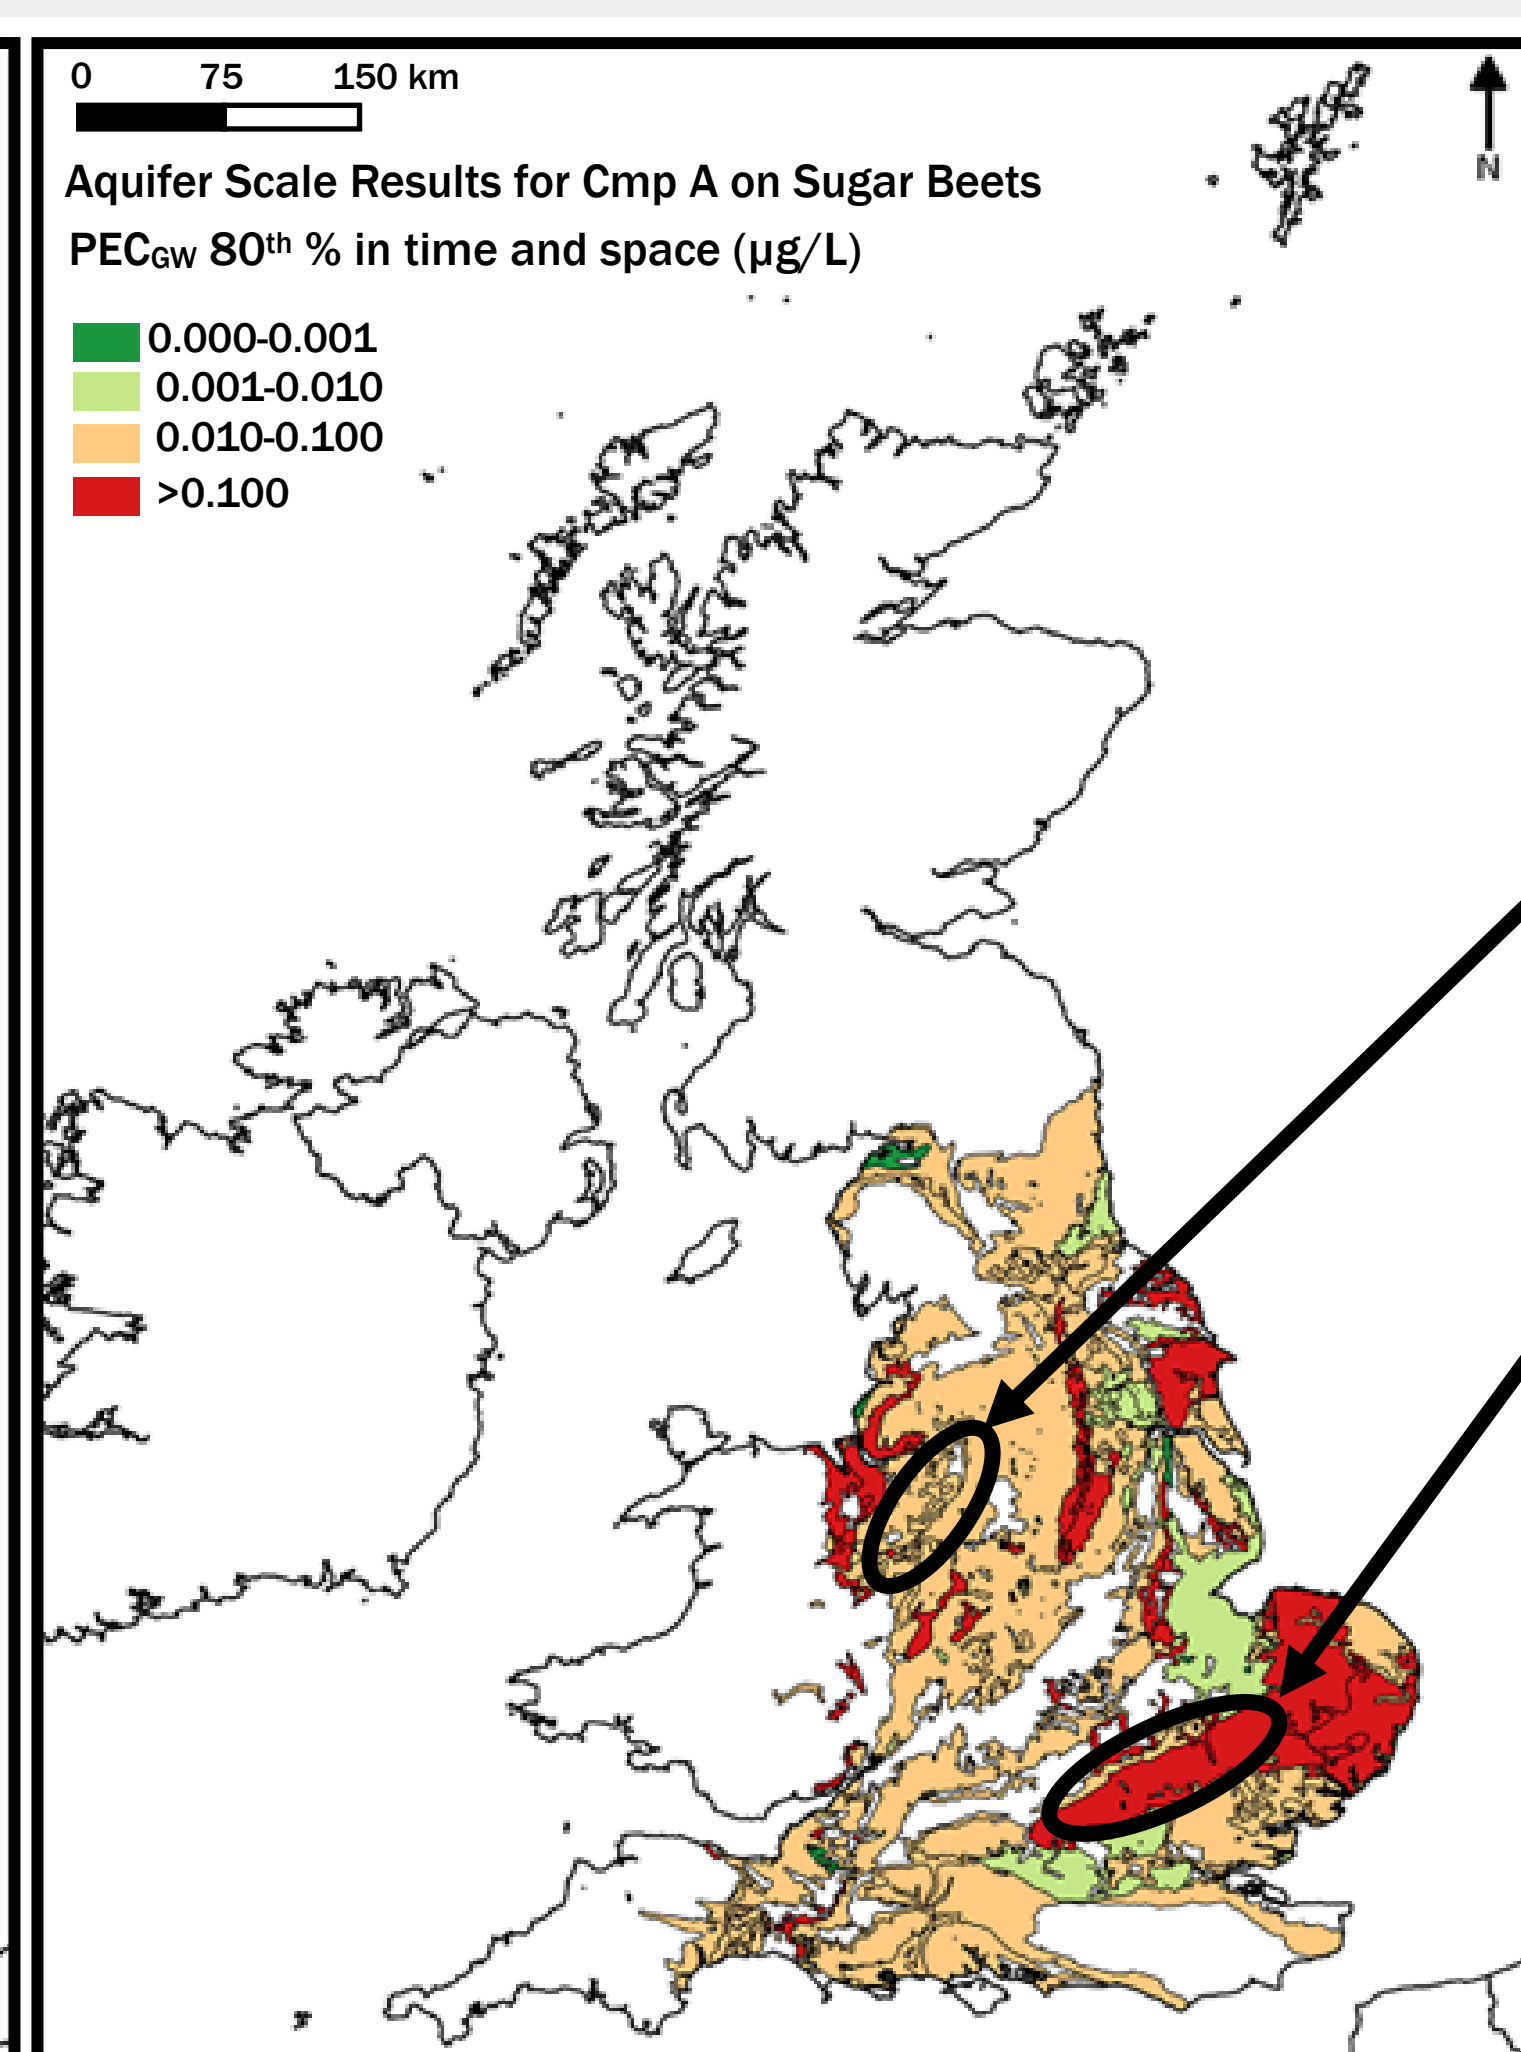 0 75 150 km
N
Aquifer Scale Results for Cmp A on Sugar Beets
PECGW 80th % in time and space (µg/L)
0.000-0.001
0.001-0.010
0.010-0.100
>0.100